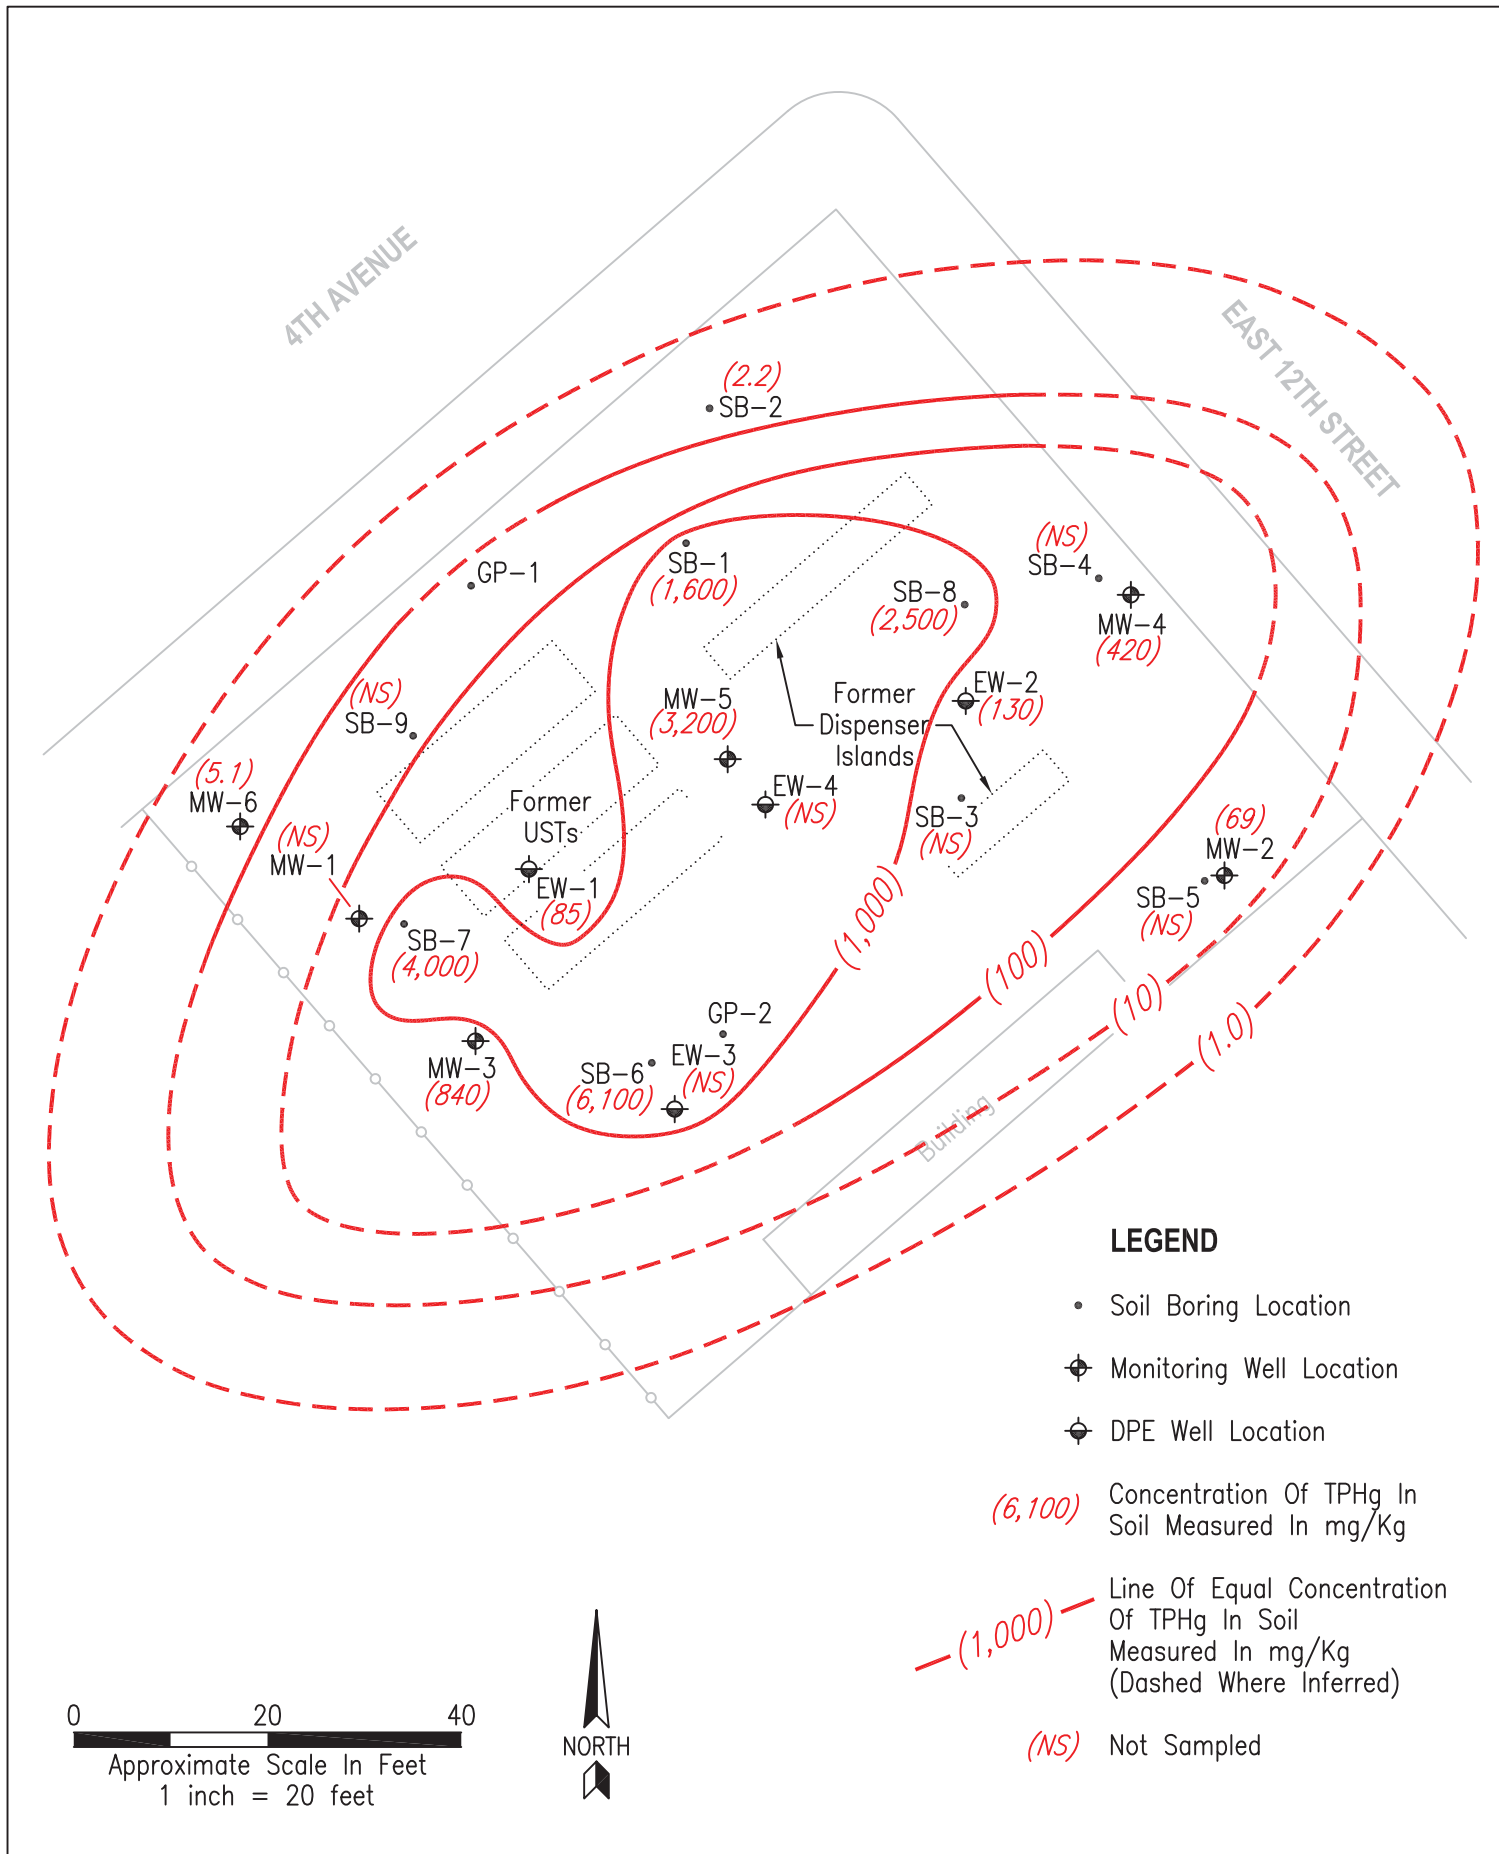 4TH AVENUE
EAST 12TH STREET
(2.2)
SB-2
GP-1
SB-1
(1,600)
(NS)
SB-4
SB-8
(2,500)
MW-4
(420)
(NS)
SB-9
MW-5
(3,200)
Former
Dispenser
Islands
EW-2
(130)
(5.1)
MW-6
(NS)
MW-1
Former
USTs
EW-4
(NS)
SB-3
(NS)
(69)
MW-2
SB-5
(NS)
EW-1
(85)
SB-7
(4,000)
(1,000)
(100)
(10)
(1.0)
GP-2
EW-3
(NS)
SB-6
(6,100)
MW-3
(840)
Building
LEGEND
Soil Boring Location
Monitoring Well Location
DPE Well Location
(6,100) Concentration Of TPHg In
Soil Measured In mg/Kg
(1,000) Line Of Equal Concentration
Of TPHg In Soil
Measured In mg/Kg
(Dashed Where Inferred)
(NS) Not Sampled
0 20 40
Approximate Scale In Feet
1 inch = 20 feet
NORTH